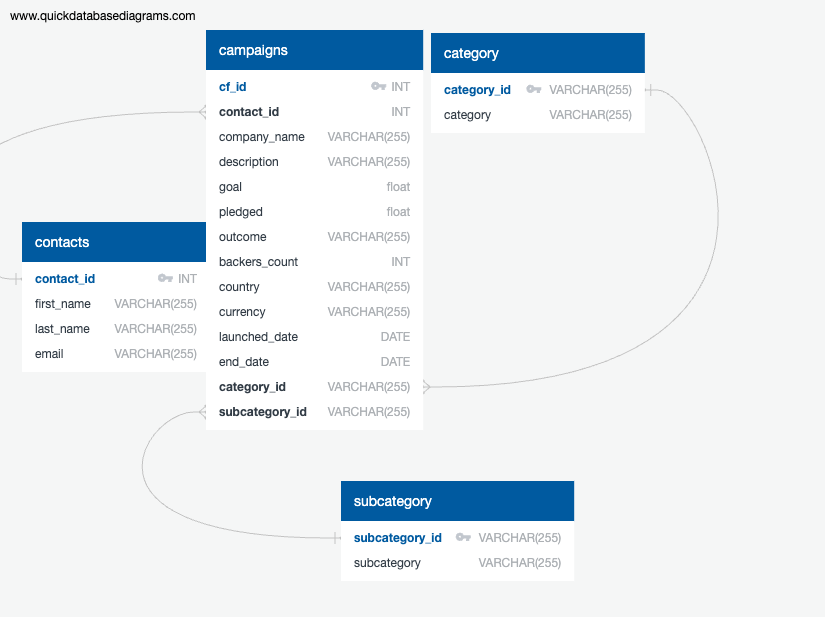 www.quickdatabasediagrams.com
campaigns
cf_id INT
contact_id INT
company_name VARCHAR(255)
description VARCHAR(255)
goal float
pledged float
outcome VARCHAR(255)
backers_count INT
country VARCHAR(255)
currency VARCHAR(255)
launched_date DATE
end_date DATE
category_id VARCHAR(255)
subcategory_id VARCHAR(255)
category
category_id VARCHAR(255)
category VARCHAR(255)
contacts
contact_id INT
first_name VARCHAR(255)
last_name VARCHAR(255)
email VARCHAR(255)
subcategory
subcategory_id VARCHAR(255)
subcategory VARCHAR(255)